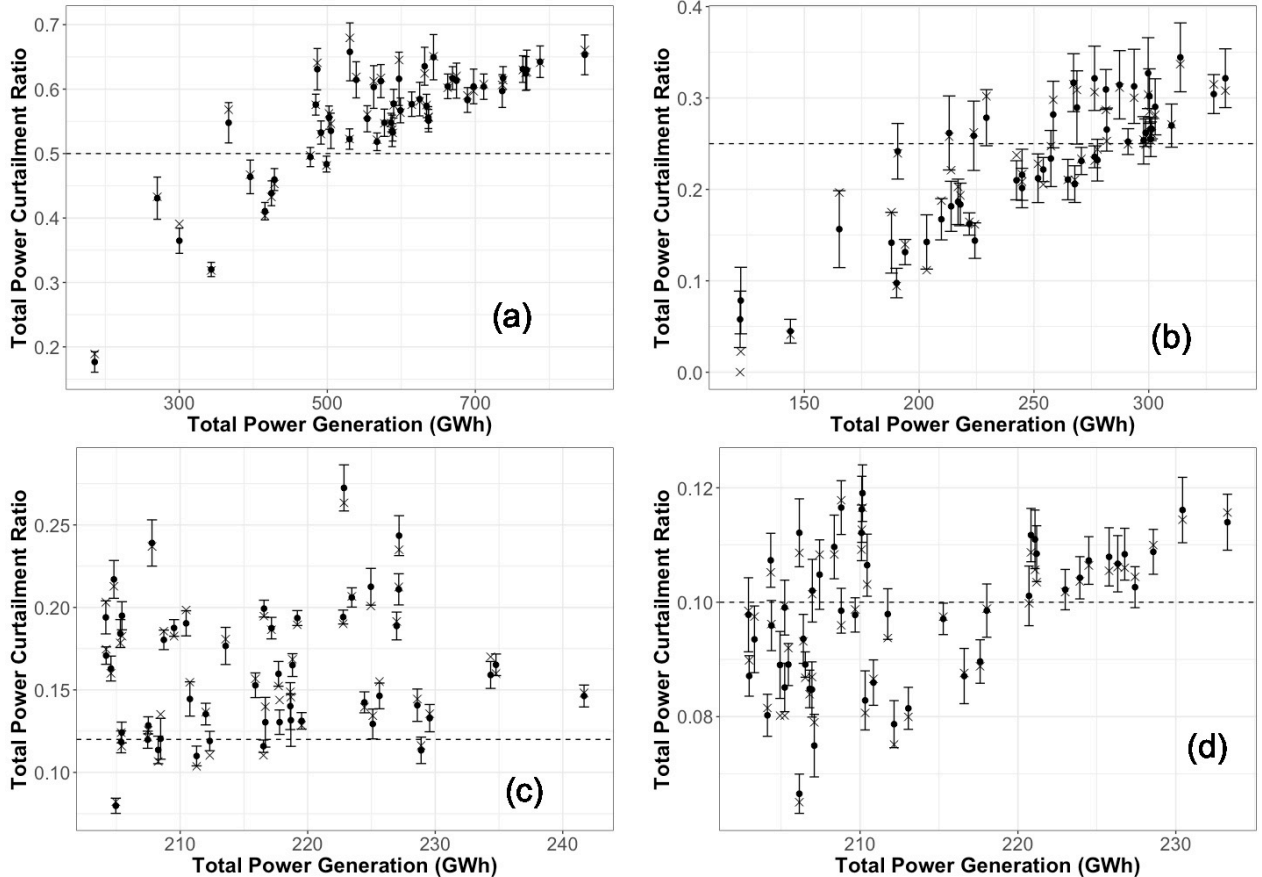 Total Power Curtailment Ratio
0.7
0.6
0.5
0.4
0.3
0.2
(a)
300
500
700
Total Power Generation (GWh)
Total Power Curtailment Ratio
0.4
0.3
0.2
0.1
0.0
(b)
150
200
250
300
Total Power Generation (GWh)
Total Power Curtailment Ratio
0.25
0.20
0.15
0.10
(c)
210
220
230
240
Total Power Generation (GWh)
Total Power Curtailment Ratio
0.12
0.10
0.08
(d)
210
220
230
Total Power Generation (GWh)